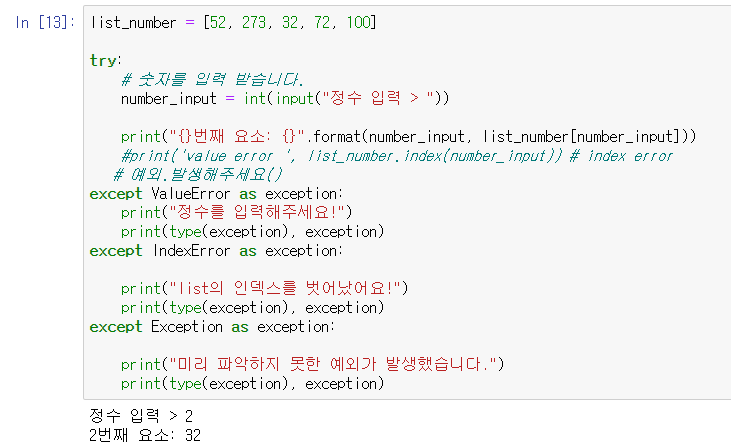 In [13]: list_number = [52, 273, 32, 72, 100]
try:
# 숫자를 입력 받습니다.
number_input = int(input("정수 입력 > "))
print("{}번째 요소: {}".format(number_input, list_number[number_input]))
#print('value error ', list_number.index(number_input)) # index error
# 예외.발생해주세요()
except ValueError as exception:
print("정수를 입력해주세요!")
print(type(exception), exception)
except IndexError as exception:
print("list의 인덱스를 벗어났어요!")
print(type(exception), exception)
except Exception as exception:
print("미리 파악하지 못한 예외가 발생했습니다.")
print(type(exception), exception)
정수 입력 > 2
2번째 요소: 32